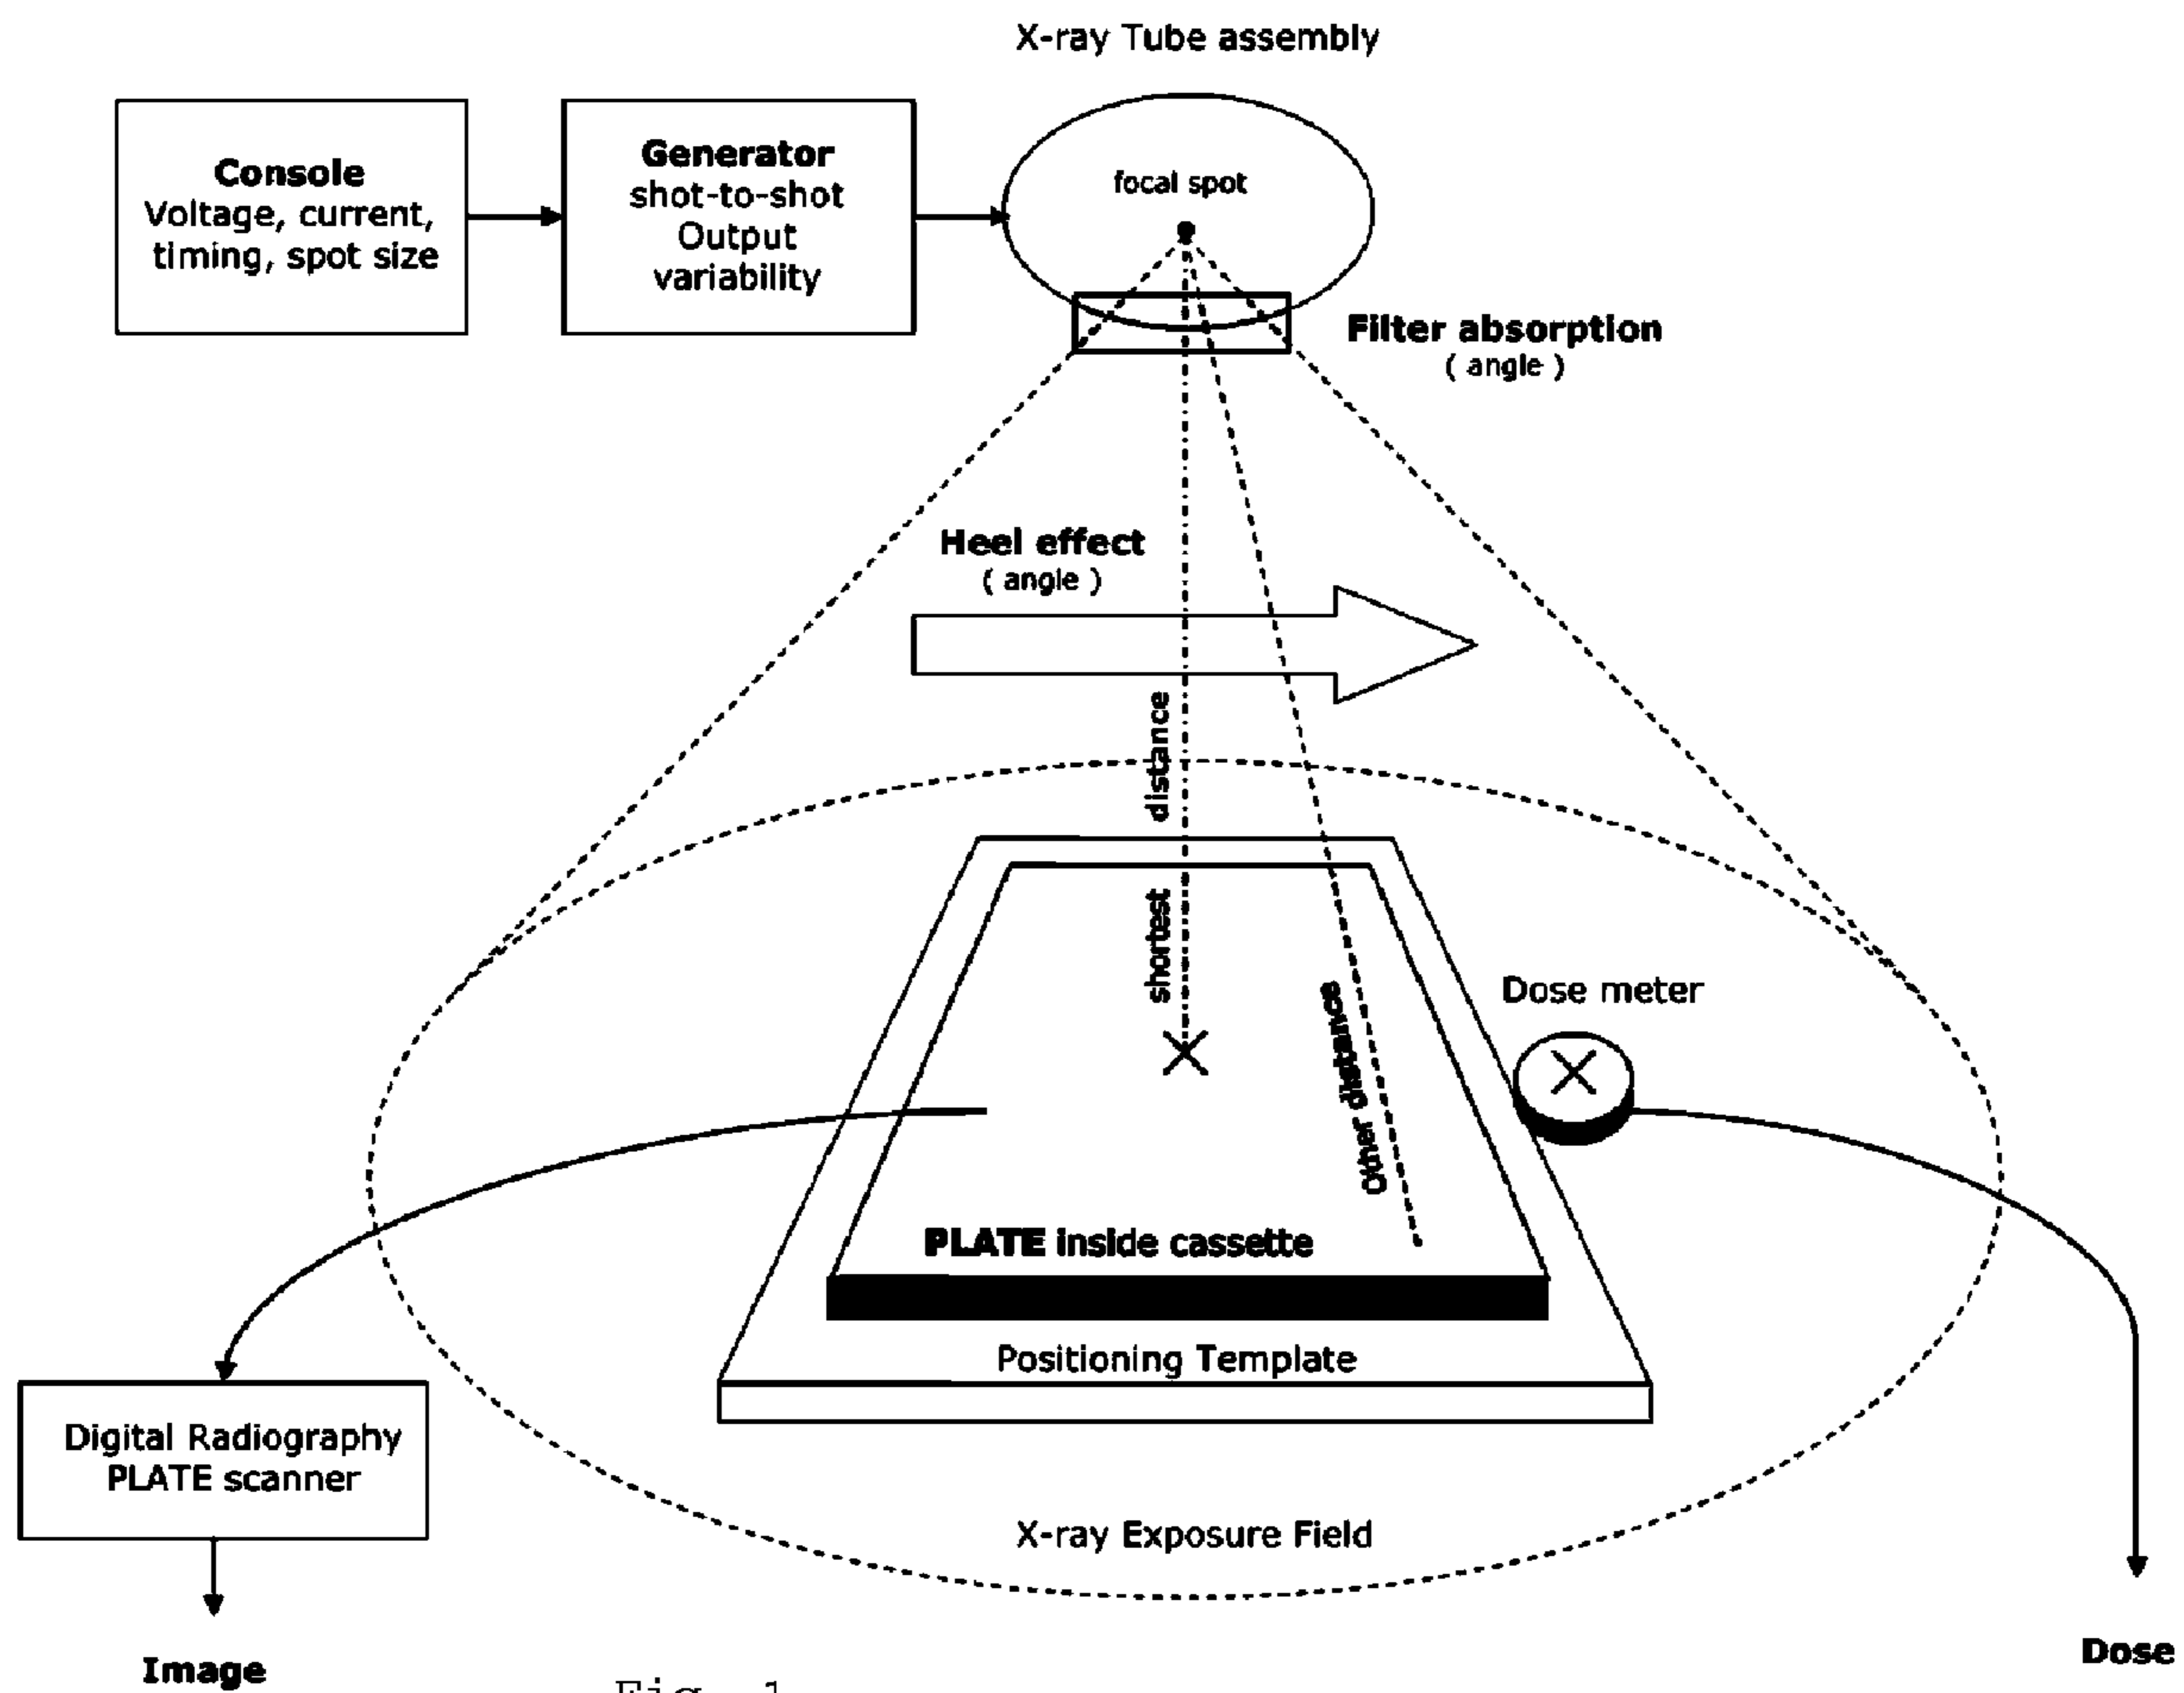 X-ray Tube assembly
Console
Voltage, current,
timing, spot size
Generator
shot-to-shot
Output
variability
focal spot
Filter absorption
( angle )
Heel effect
( angle )
shortest distance
Other distance
Dose meter
PLATE inside cassette
Positioning Template
Digital Radiography
PLATE scanner
X-ray Exposure Field
Image
Dose
Fig. 1